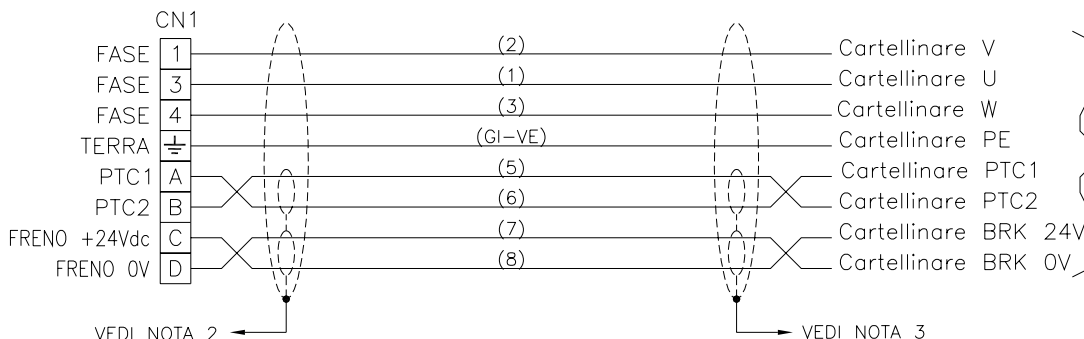 CN1
FASE 1 (2) Cartellinare V
FASE 3 (1) Cartellinare U
FASE 4 (3) Cartellinare W
TERRA (GI-VE) Cartellinare PE
PTC1 A (5) Cartellinare PTC1
PTC2 B (6) Cartellinare PTC2
FRENO +24Vdc C (7) Cartellinare BRK 24V
FRENO 0V D (8) Cartellinare BRK 0V
VEDI NOTA 2 VEDI NOTA 3